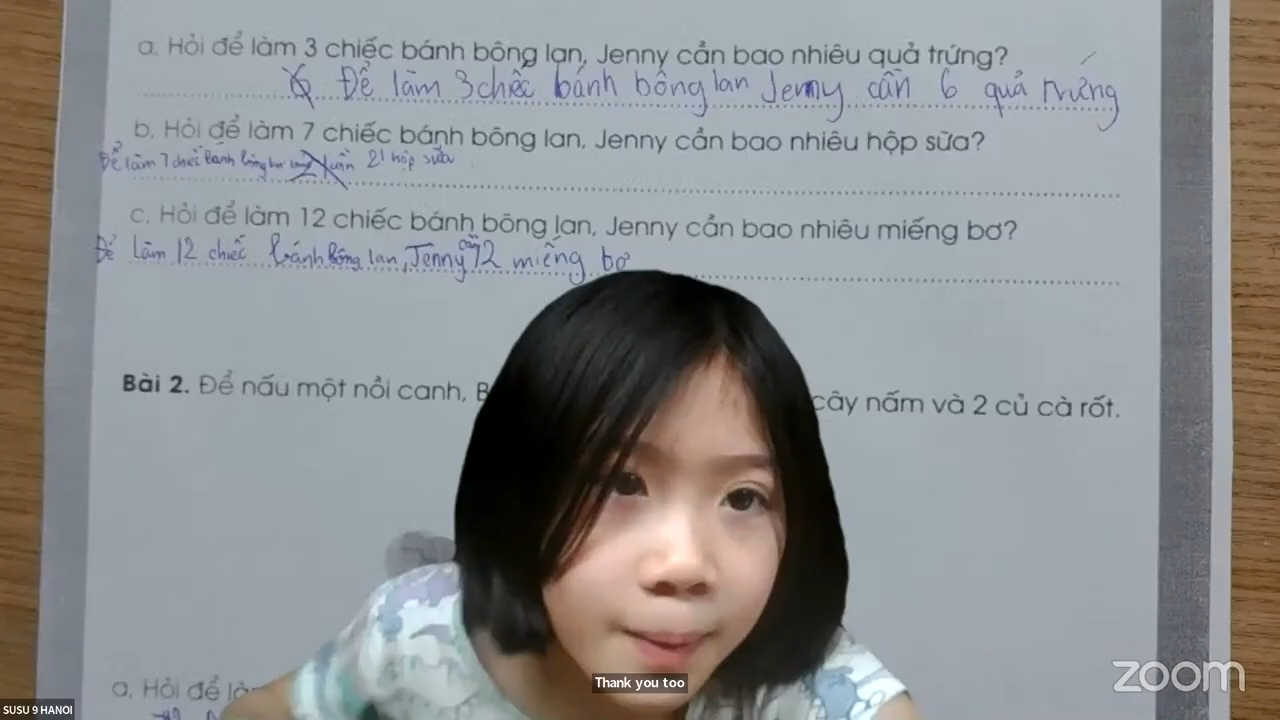 a. Hỏi để làm 3 chiếc bánh bông lan, Jenny cần bao nhiêu quả trứng?
Để làm 3 chiếc bánh bông lan Jenny cần 6 quả trứng
b. Hỏi để làm 7 chiếc bánh bông lan, Jenny cần bao nhiêu hộp sữa?
Để làm 7 chiếc bánh bông lan cần 21 hộp sữa
c. Hỏi để làm 12 chiếc bánh bông lan, Jenny cần bao nhiêu miếng bơ?
Để làm 12 chiếc bánh bông lan, Jenny cần 72 miếng bơ
Bài 2. Để nấu một nồi canh, cây nấm và 2 củ cà rốt.
a. Hỏi để
Thank you too
zoom
SUSU 9 HANOI